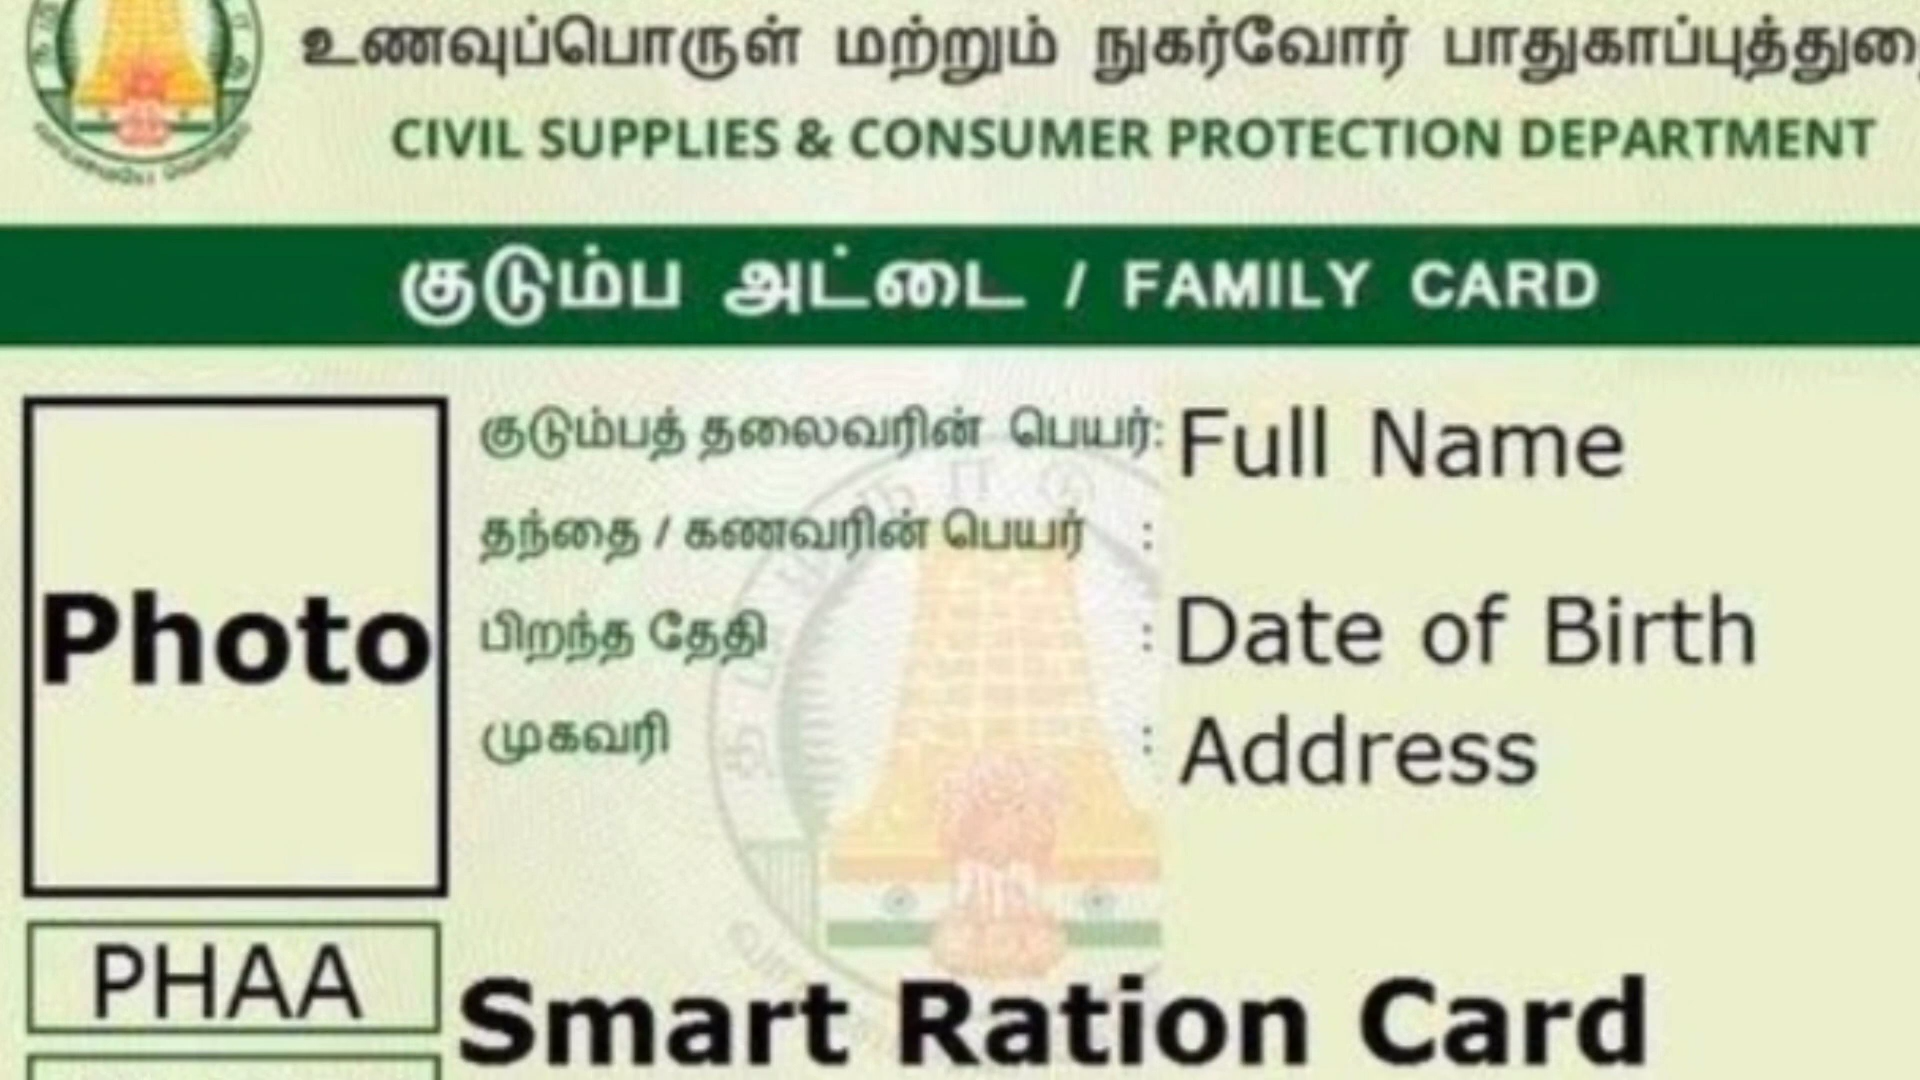 உணவுப்பொருள் மற்றும் நுகர்வோர் பாதுகாப்புத்துறை
CIVIL SUPPLIES & CONSUMER PROTECTION DEPARTMENT
குடும்ப அட்டை / FAMILY CARD
குடும்பத் தலைவரின் பெயர்: Full Name
தந்தை / கணவரின் பெயர் :
பிறந்த தேதி : Date of Birth
முகவரி : Address
Photo
PHAA
Smart Ration Card